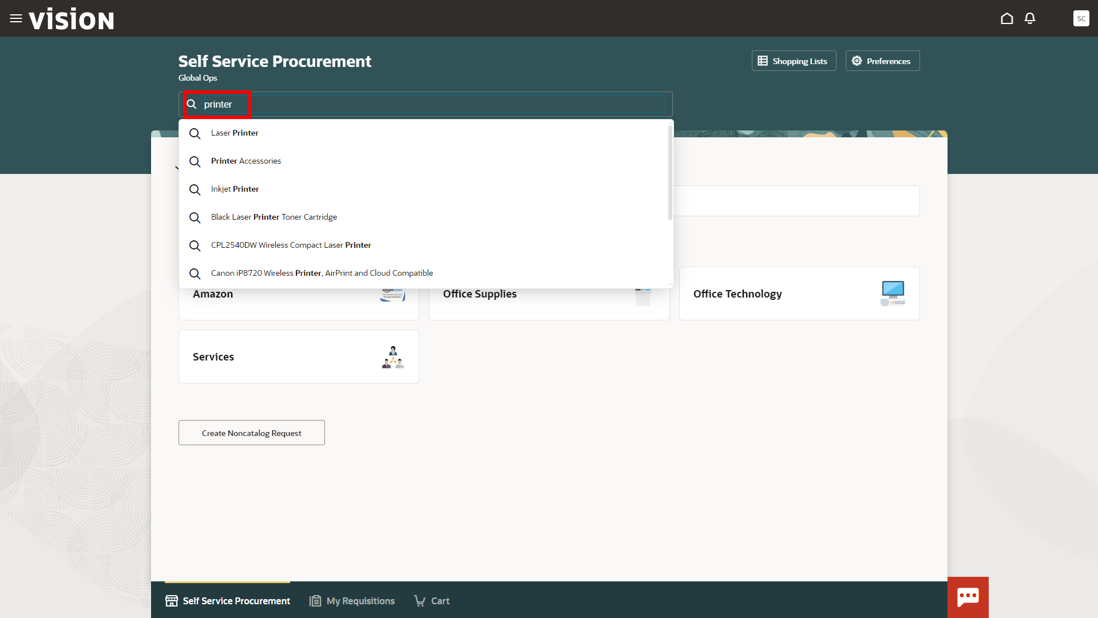 vision
SC
Self Service Procurement
Global Ops
Shopping Lists
Preferences
printer
Laser Printer
Printer Accessories
Inkjet Printer
Black Laser Printer Toner Cartridge
CPL2540DW Wireless Compact Laser Printer
Canon iP8720 Wireless Printer, AirPrint and Cloud Compatible
Amazon
Office Supplies
Office Technology
Services
Create Noncatalog Request
Self Service Procurement
My Requisitions
Cart